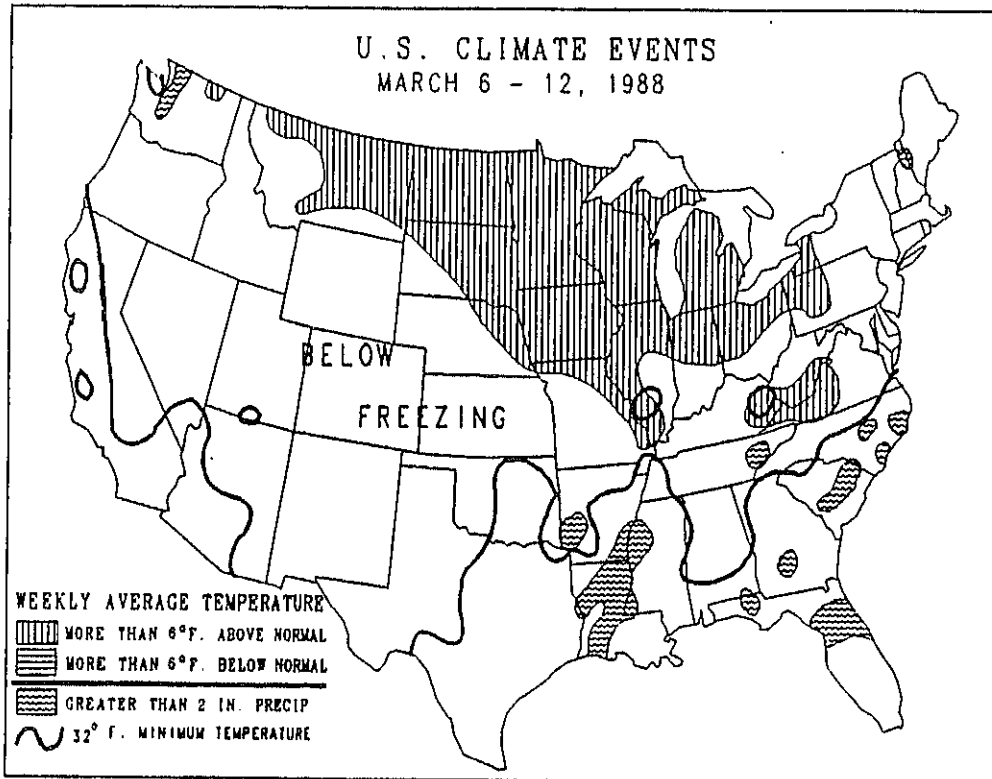 U.S. CLIMATE EVENTS
MARCH 6 - 12, 1988
BELOW
FREEZING
WEEKLY AVERAGE TEMPERATURE
MORE THAN 6°F. ABOVE NORMAL
MORE THAN 6°F. BELOW NORMAL
GREATER THAN 2 IN. PRECIP
32° F. MINIMUM TEMPERATURE